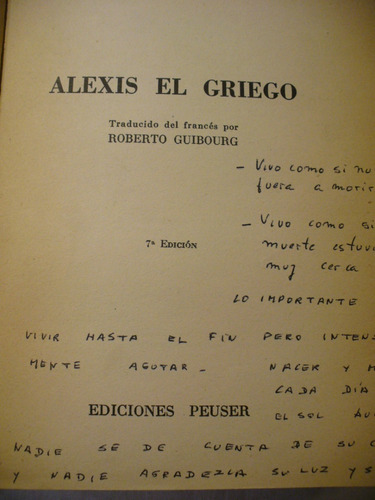 ALEXIS EL GRIEGO
Traducido del francés por
ROBERTO GUIBOURG
- VIVO COMO SI NO
FUERA A MORIR
- VIVO COMO SI
7ª EDICIÓN
MUERTE
MUY CERCA
LO IMPORTANTE
VIVIR HASTA EL FIN PERO INTEN
MENTE AGOTAR - NACER Y
CADA DÍA
EDICIONES PEUSER
EL SOL
NADIE SE DE CUENTA DE SU
Y NADIE AGRADEZCA SU LUZ Y